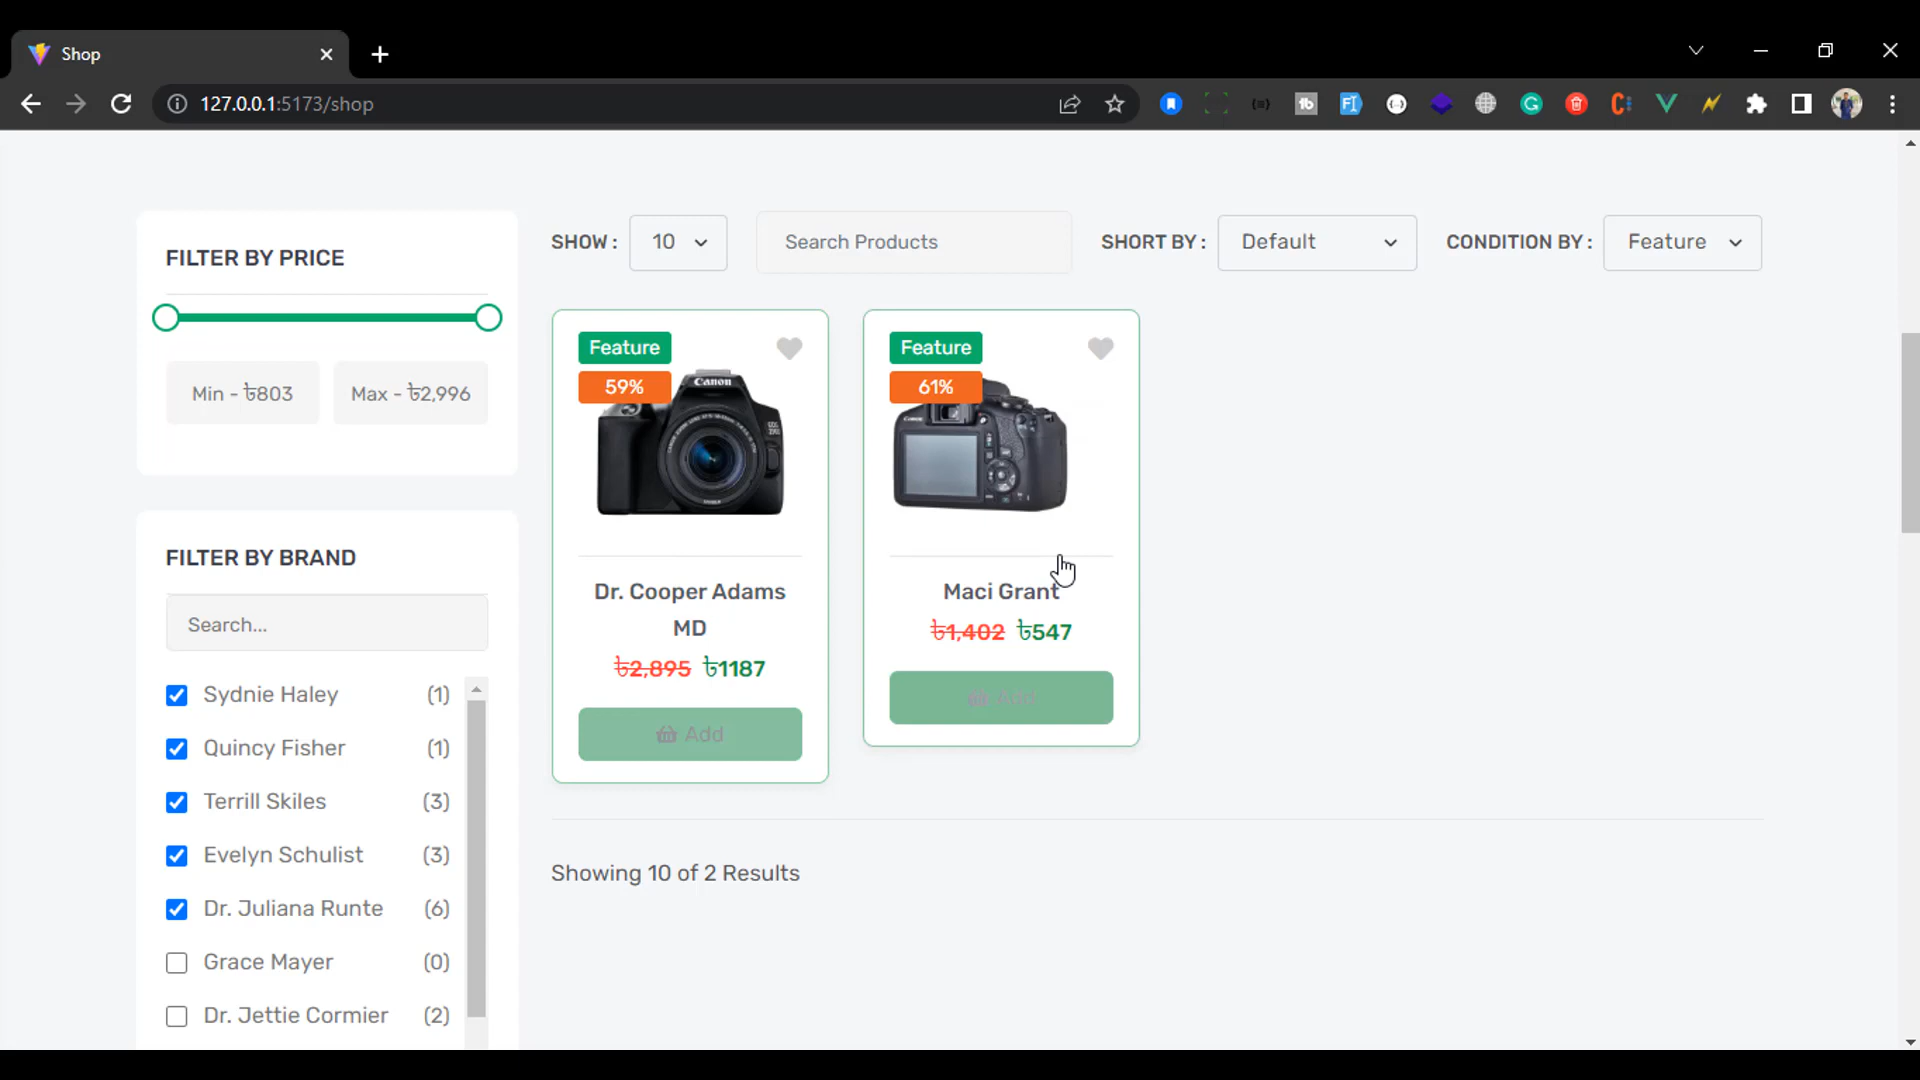 Shop
127.0.0.1:5173/shop
FILTER BY PRICE
Min - ৳803
Max - ৳2,996
FILTER BY BRAND
Search...
Sydnie Haley (1)
Quincy Fisher (1)
Terrill Skiles (3)
Evelyn Schulist (3)
Dr. Juliana Runte (6)
Grace Mayer (0)
Dr. Jettie Cormier (2)
SHOW : 10
Search Products
SHORT BY : Default
CONDITION BY : Feature
Feature
59%
Canon
Dr. Cooper Adams
MD
৳2,895 ৳1187
Add
Feature
61%
Maci Grant
৳1,402 ৳547
Add
Showing 10 of 2 Results